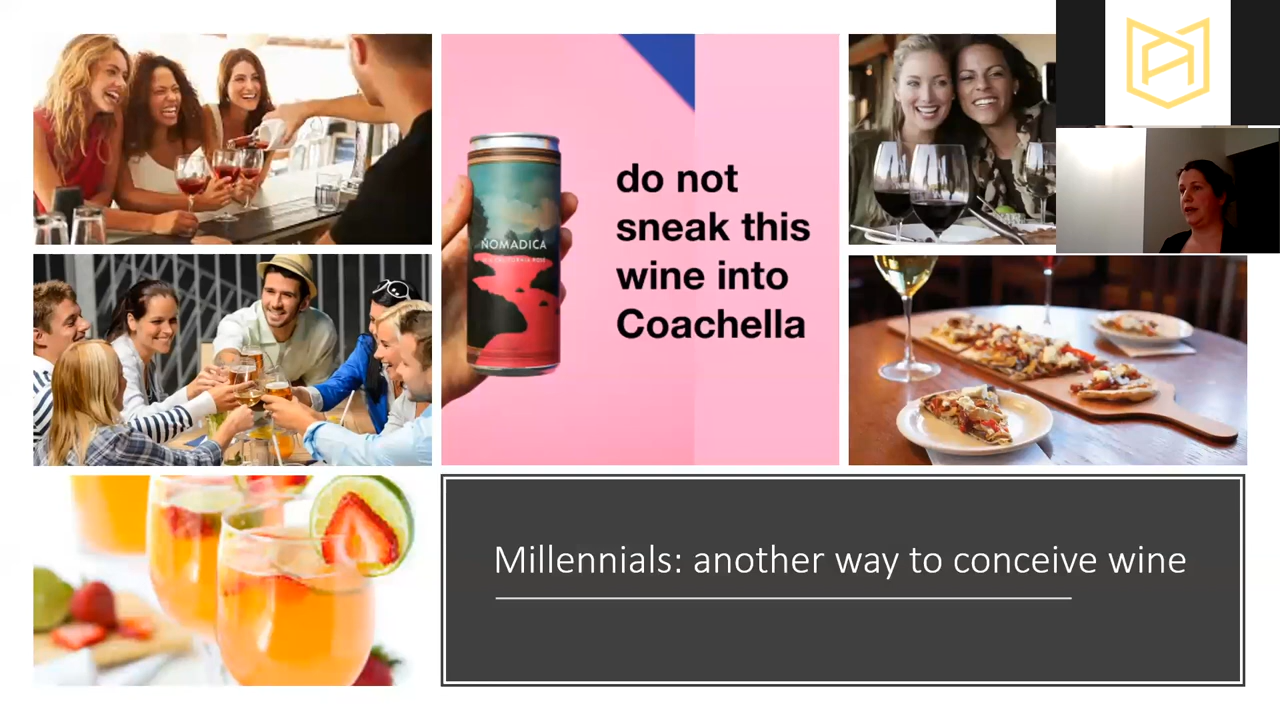 NOMADICA
do not
sneak this
wine into
Coachella
Millennials: another way to conceive wine